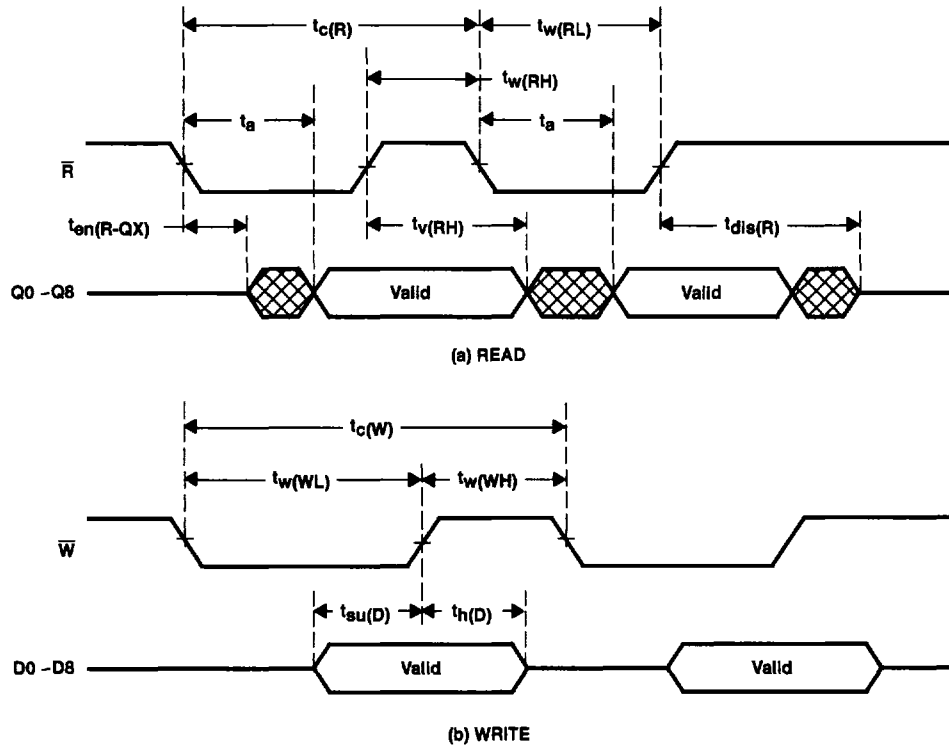 tc(R) tw(RL)
tw(RH)
ta ta
R̅
ten(R-QX) tv(RH) tdis(R)
Q0 –Q8 Valid Valid
(a) READ
tc(W)
tw(WL) tw(WH)
W̅
tsu(D) th(D)
D0 –D8 Valid Valid
(b) WRITE